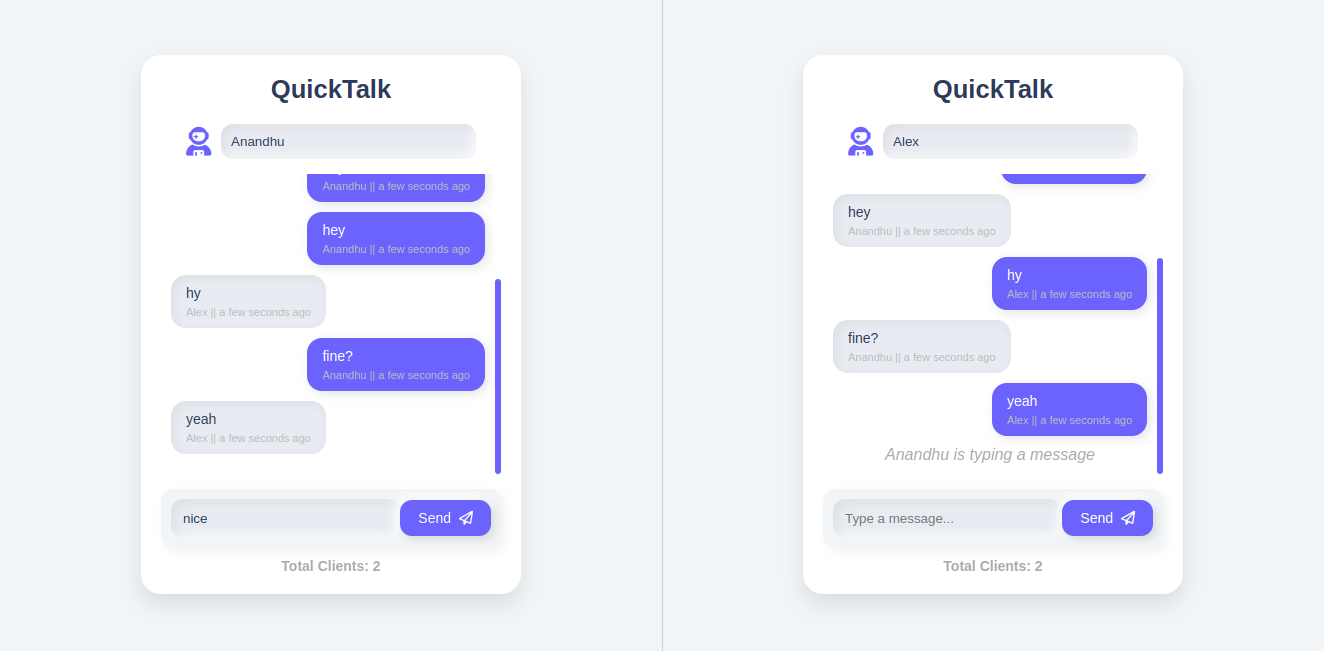 QuickTalk
Anandhu
Anandhu || a few seconds ago
hey
Anandhu || a few seconds ago
hy
Alex || a few seconds ago
fine?
Anandhu || a few seconds ago
yeah
Alex || a few seconds ago
nice
Send
Total Clients: 2
QuickTalk
Alex
hey
Anandhu || a few seconds ago
hy
Alex || a few seconds ago
fine?
Anandhu || a few seconds ago
yeah
Alex || a few seconds ago
Anandhu is typing a message
Type a message...
Send
Total Clients: 2